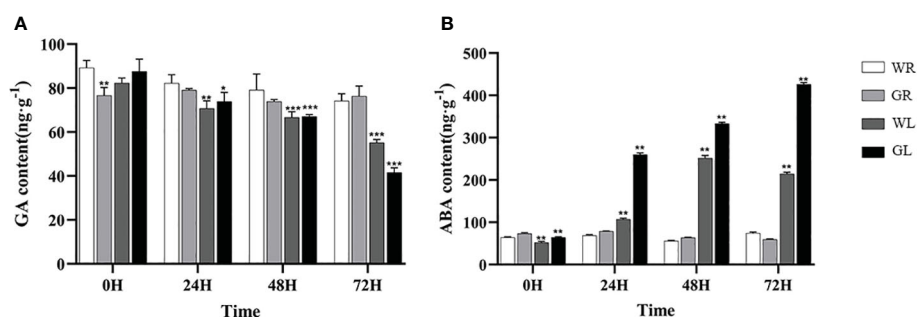 A
GA content(ng·g-1)
100
80
60
40
20
0
**
**
*
***
***
***
***
0H
24H
48H
72H
Time
B
ABA content(ng·g-1)
500
400
300
200
100
50
0
**
**
**
**
**
**
**
**
0H
24H
48H
72H
Time
WR
GR
WL
GL